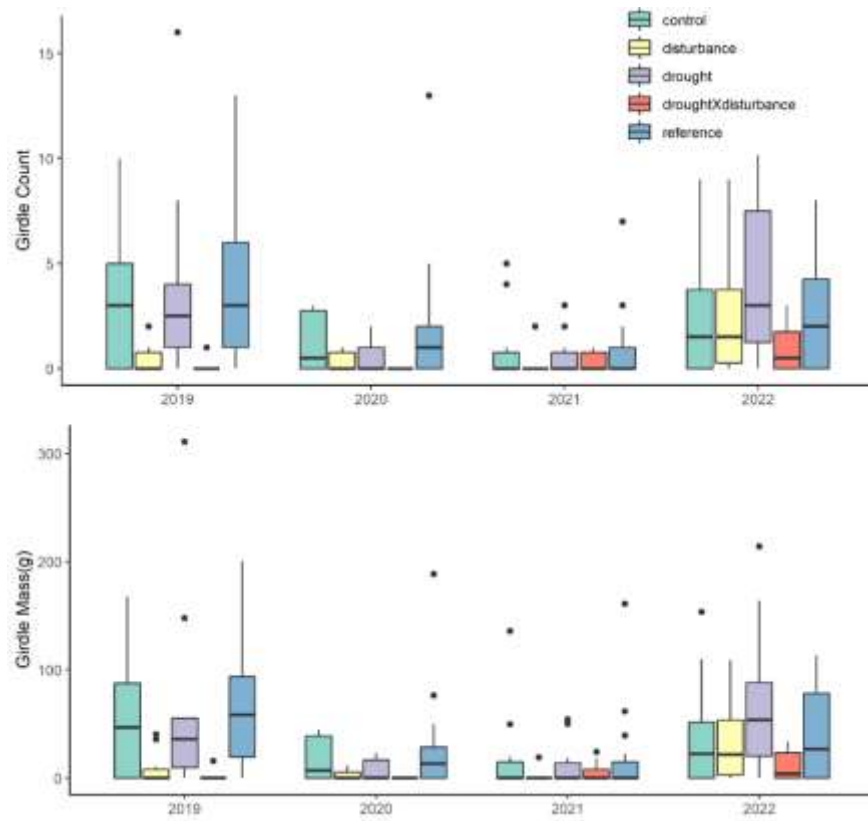 control
disturbance
drought
droughtXdisturbance
reference
Girdle Count
15
10
5
0
2019 2020 2021 2022
Girdle Mass(g)
300
200
100
0
2019 2020 2021 2022